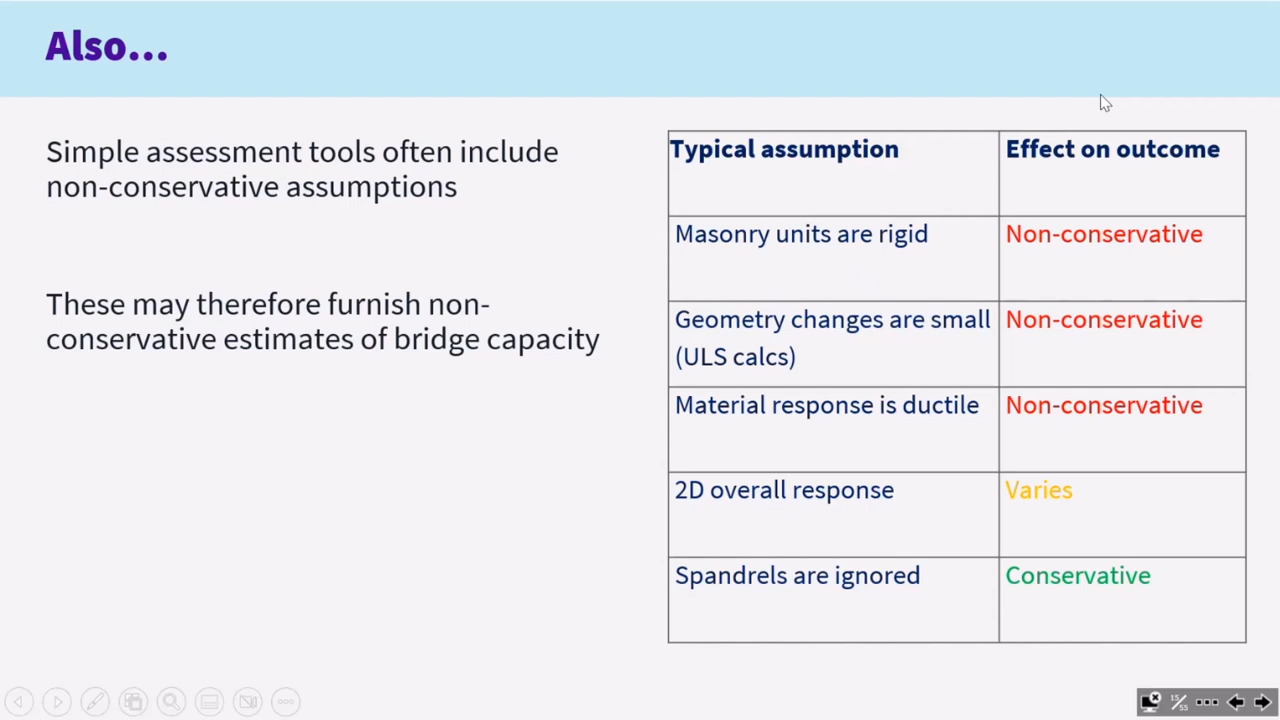 Also...
Simple assessment tools often include
non-conservative assumptions
These may therefore furnish non-
conservative estimates of bridge capacity
Typical assumption
Effect on outcome
Masonry units are rigid
Non-conservative
Geometry changes are small
(ULS calcs)
Non-conservative
Material response is ductile
Non-conservative
2D overall response
Varies
Spandrels are ignored
Conservative
15/55